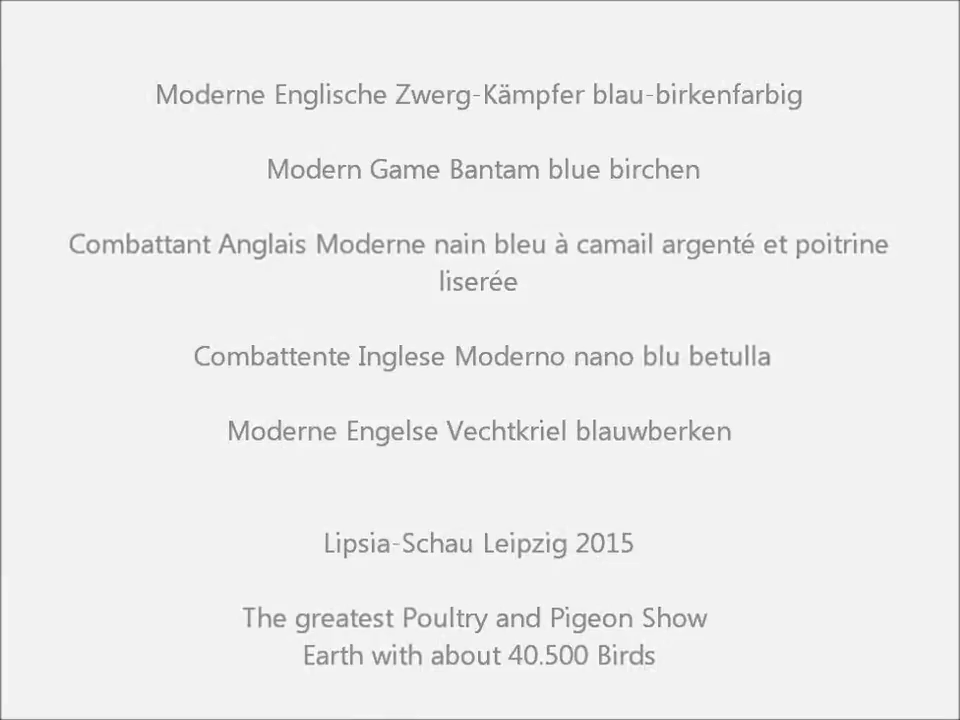 Moderne Englische Zwerg-Kämpfer blau-birkenfarbig
Modern Game Bantam blue birchen
Combattant Anglais Moderne nain bleu à camail argenté et poitrine
liserée
Combattente Inglese Moderno nano blu betulla
Moderne Engelse Vechtkriel blauwberken
Lipsia-Schau Leipzig 2015
The greatest Poultry and Pigeon Show
Earth with about 40.500 Birds